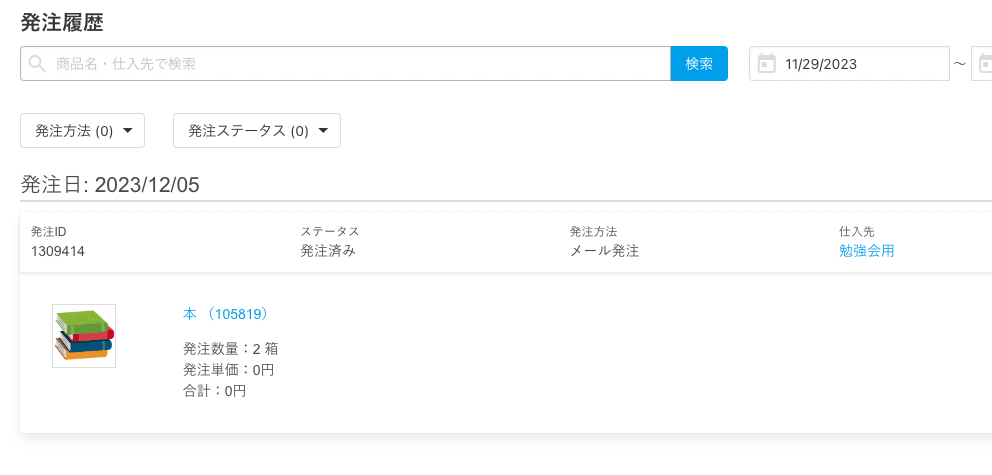 発注履歴
商品名・仕入先で検索 検索 11/29/2023 ～
発注方法 (0) 発注ステータス (0)
発注日: 2023/12/05
発注ID ステータス 発注方法 仕入先
1309414 発注済み メール発注 勉強会用
本 （105819）
発注数量：2 箱
発注単価：0円
合計：0円